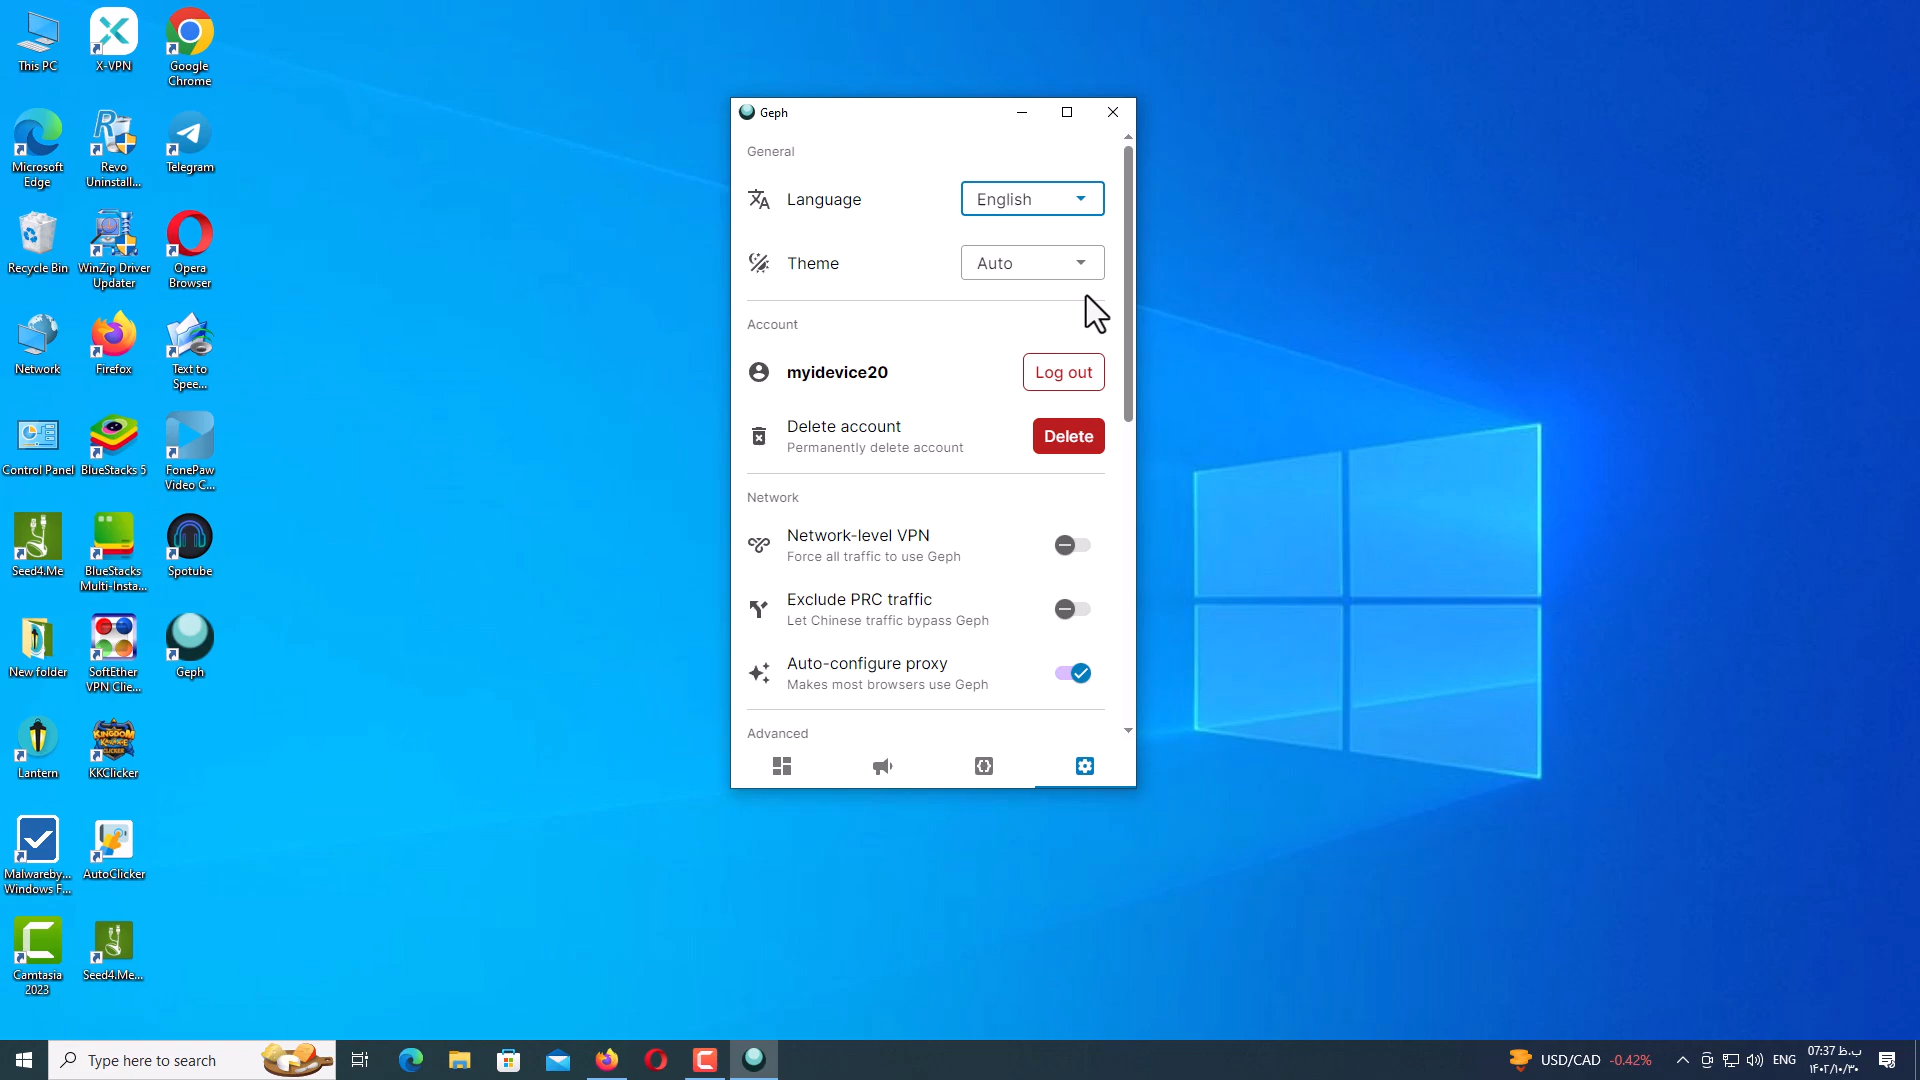 This PC
X-VPN
Google
Chrome
Microsoft
Edge
Revo
Uninstall...
Telegram
Recycle Bin
WinZip Driver
Updater
Opera
Browser
Network
Firefox
Text to
Spee...
Control Panel
BlueStacks 5
FonePaw
Video C...
Seed4.Me
BlueStacks
Multi-Insta...
Spotube
New folder
SoftEther
VPN Clie...
Geph
Lantern
KKClicker
Malwareby...
Windows F...
AutoClicker
Camtasia
2023
Seed4.Me...
Geph
General
Language
English
Theme
Auto
Account
myidevice20
Log out
Delete account
Permanently delete account
Delete
Network
Network-level VPN
Force all traffic to use Geph
Exclude PRC traffic
Let Chinese traffic bypass Geph
Auto-configure proxy
Makes most browsers use Geph
Advanced
Type here to search
USD/CAD -0.42%
ENG
07:37 ب.ظ
۱۴۰۲/۱۰/۳۰